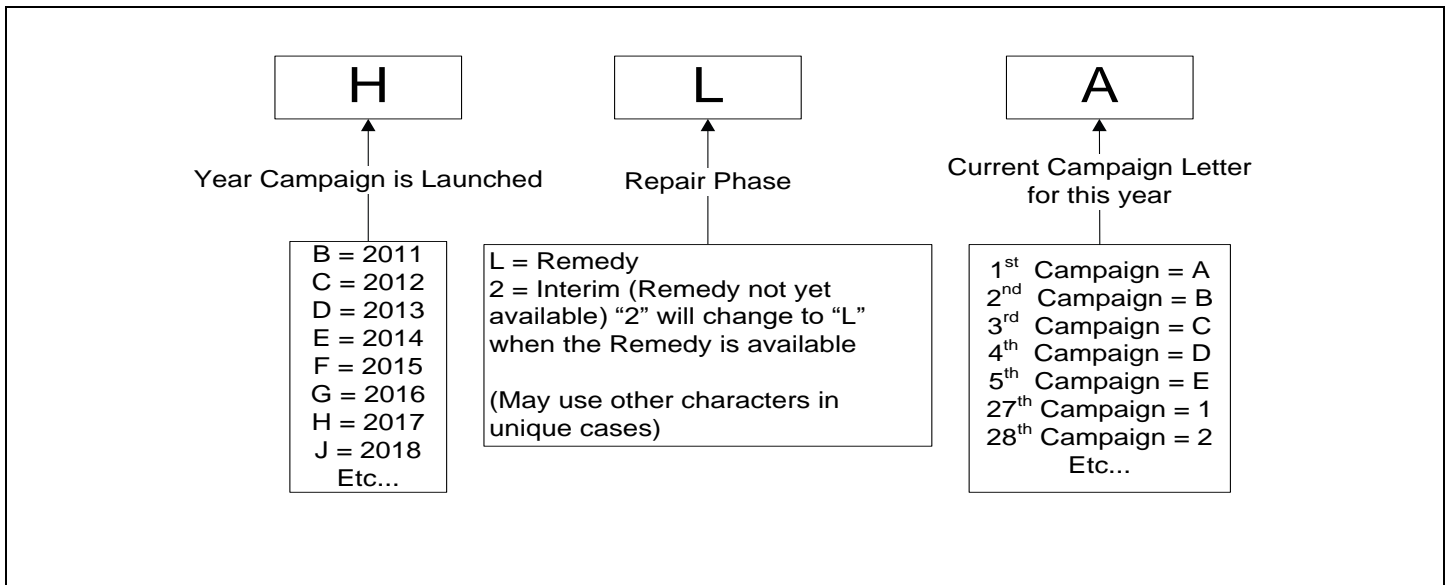 H
L
A
Year Campaign is Launched
Repair Phase
Current Campaign Letter
for this year
B = 2011
C = 2012
D = 2013
E = 2014
F = 2015
G = 2016
H = 2017
J = 2018
Etc...
L = Remedy
2 = Interim (Remedy not yet
available) “2” will change to “L”
when the Remedy is available
(May use other characters in
unique cases)
1st Campaign = A
2nd Campaign = B
3rd Campaign = C
4th Campaign = D
5th Campaign = E
27th Campaign = 1
28th Campaign = 2
Etc...